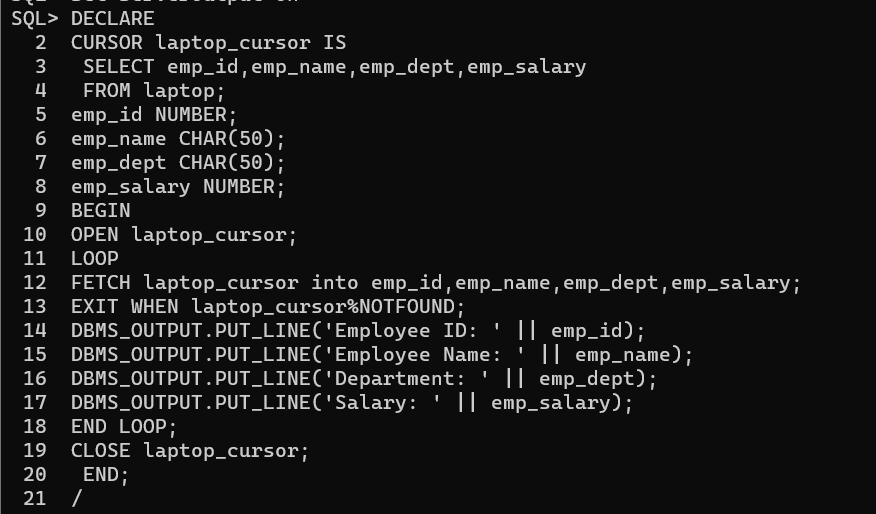 SQL> DECLARE
  2  CURSOR laptop_cursor IS
  3   SELECT emp_id,emp_name,emp_dept,emp_salary
  4   FROM laptop;
  5  emp_id NUMBER;
  6  emp_name CHAR(50);
  7  emp_dept CHAR(50);
  8  emp_salary NUMBER;
  9  BEGIN
 10  OPEN laptop_cursor;
 11  LOOP
 12  FETCH laptop_cursor into emp_id,emp_name,emp_dept,emp_salary;
 13  EXIT WHEN laptop_cursor%NOTFOUND;
 14  DBMS_OUTPUT.PUT_LINE('Employee ID: ' || emp_id);
 15  DBMS_OUTPUT.PUT_LINE('Employee Name: ' || emp_name);
 16  DBMS_OUTPUT.PUT_LINE('Department: ' || emp_dept);
 17  DBMS_OUTPUT.PUT_LINE('Salary: ' || emp_salary);
 18  END LOOP;
 19  CLOSE laptop_cursor;
 20   END;
 21  /